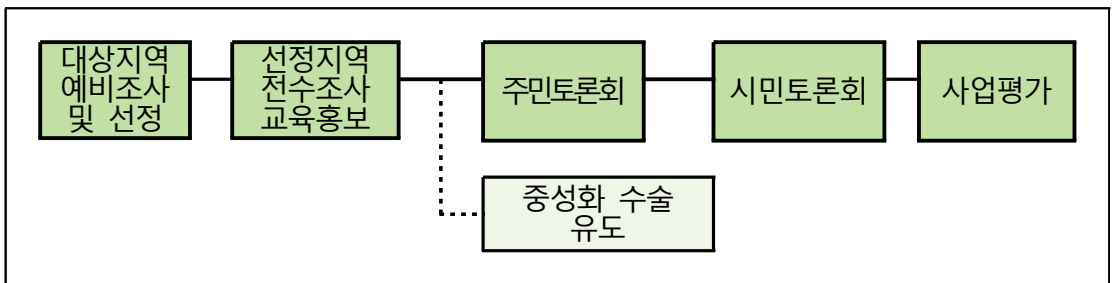 대상지역
예비조사
및 선정
선정지역
전수조사
교육홍보
주민토론회
시민토론회
사업평가
중성화 수술
유도